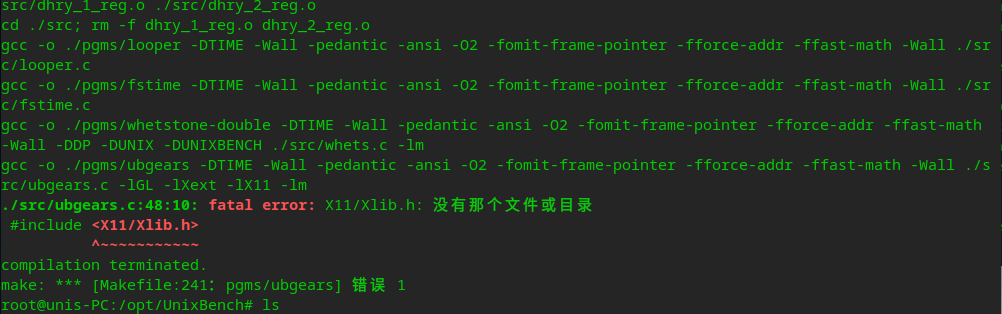 src/dhry_1_reg.o ./src/dhry_2_reg.o
cd ./src; rm -f dhry_1_reg.o dhry_2_reg.o
gcc -o ./pgms/looper -DTIME -Wall -pedantic -ansi -O2 -fomit-frame-pointer -fforce-addr -ffast-math -Wall ./sr
c/looper.c
gcc -o ./pgms/fstime -DTIME -Wall -pedantic -ansi -O2 -fomit-frame-pointer -fforce-addr -ffast-math -Wall ./sr
c/fstime.c
gcc -o ./pgms/whetstone-double -DTIME -Wall -pedantic -ansi -O2 -fomit-frame-pointer -fforce-addr -ffast-math
-Wall -DDP -DUNIX -DUNIXBENCH ./src/whets.c -lm
gcc -o ./pgms/ubgears -DTIME -Wall -pedantic -ansi -O2 -fomit-frame-pointer -fforce-addr -ffast-math -Wall ./s
rc/ubgears.c -lGL -lXext -lX11 -lm
./src/ubgears.c:48:10: fatal error: X11/Xlib.h: 没有那个文件或目录
 #include <X11/Xlib.h>
          ^~~~~~~~~~~~
compilation terminated.
make: *** [Makefile:241：pgms/ubgears] 错误 1
root@unis-PC:/opt/UnixBench# ls